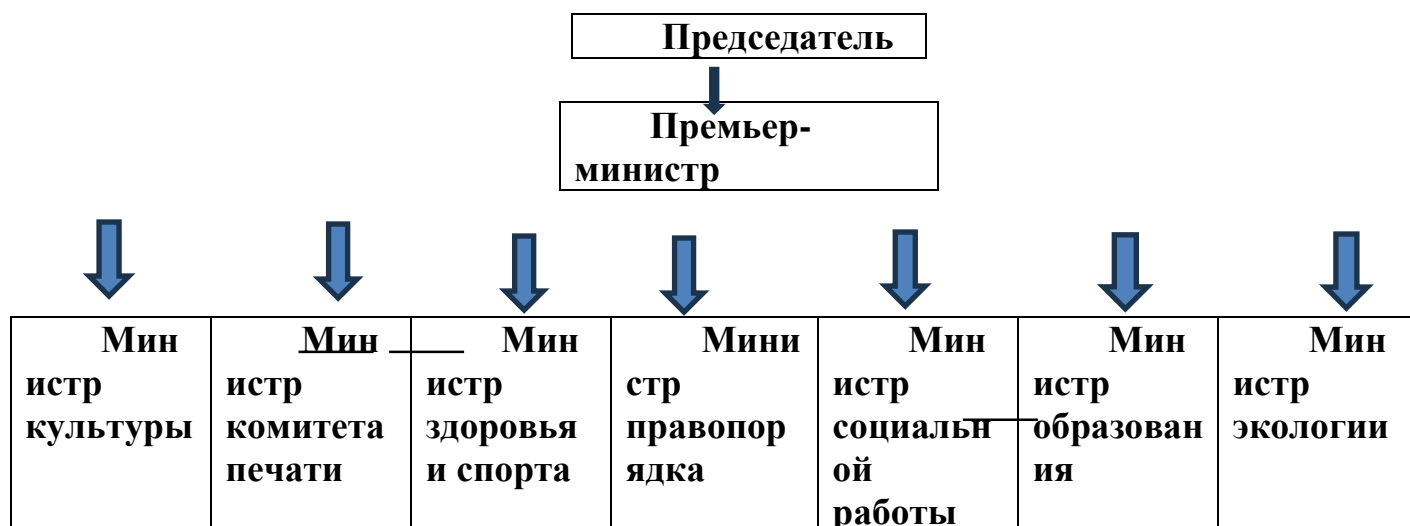 Председатель
Премьер-
министр
Мин
истр
культуры
Мин
истр
комитета
печати
Мин
истр
здоровья
и спорта
Мини
стр
правопор
ядка
Мин
истр
социальн
ой
работы
Мин
истр
образован
ия
Мин
истр
экологии